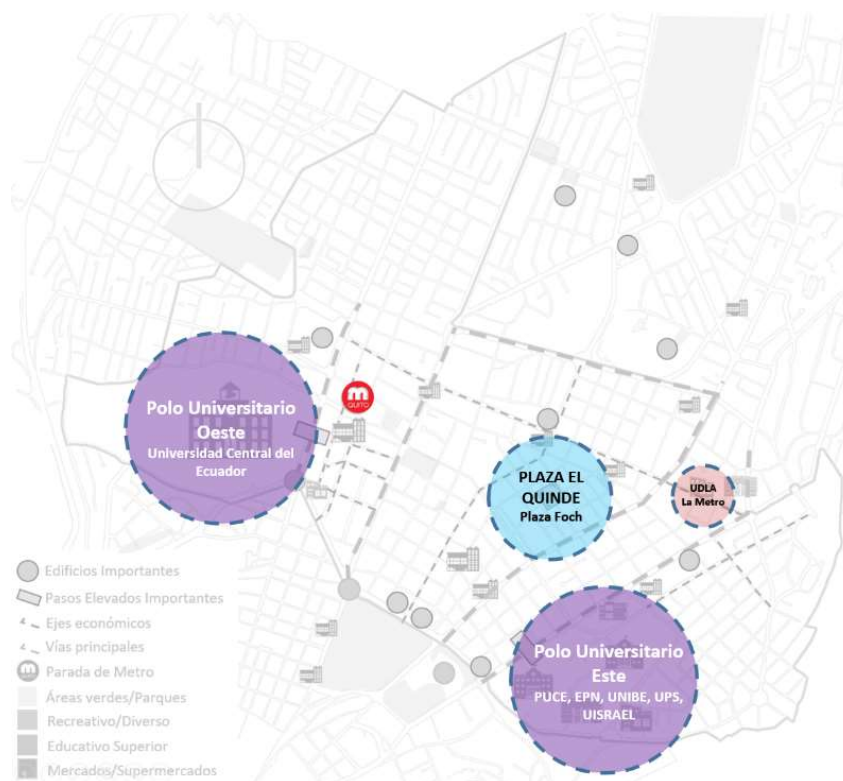 Polo Universitario
Oeste
Universidad Central del
Ecuador
m
QUITO
PLAZA EL
QUINDE
Plaza Foch
UDLA
La Metro
Polo Universitario
Este
PUCE, EPN, UNIBE, UPS,
UISRAEL
Edificios Importantes
Pasos Elevados Importantes
Ejes económicos
Vías principales
m
Parada de Metro
Áreas verdes/Parques
Recreativo/Diverso
Educativo Superior
Mercados/Supermercados